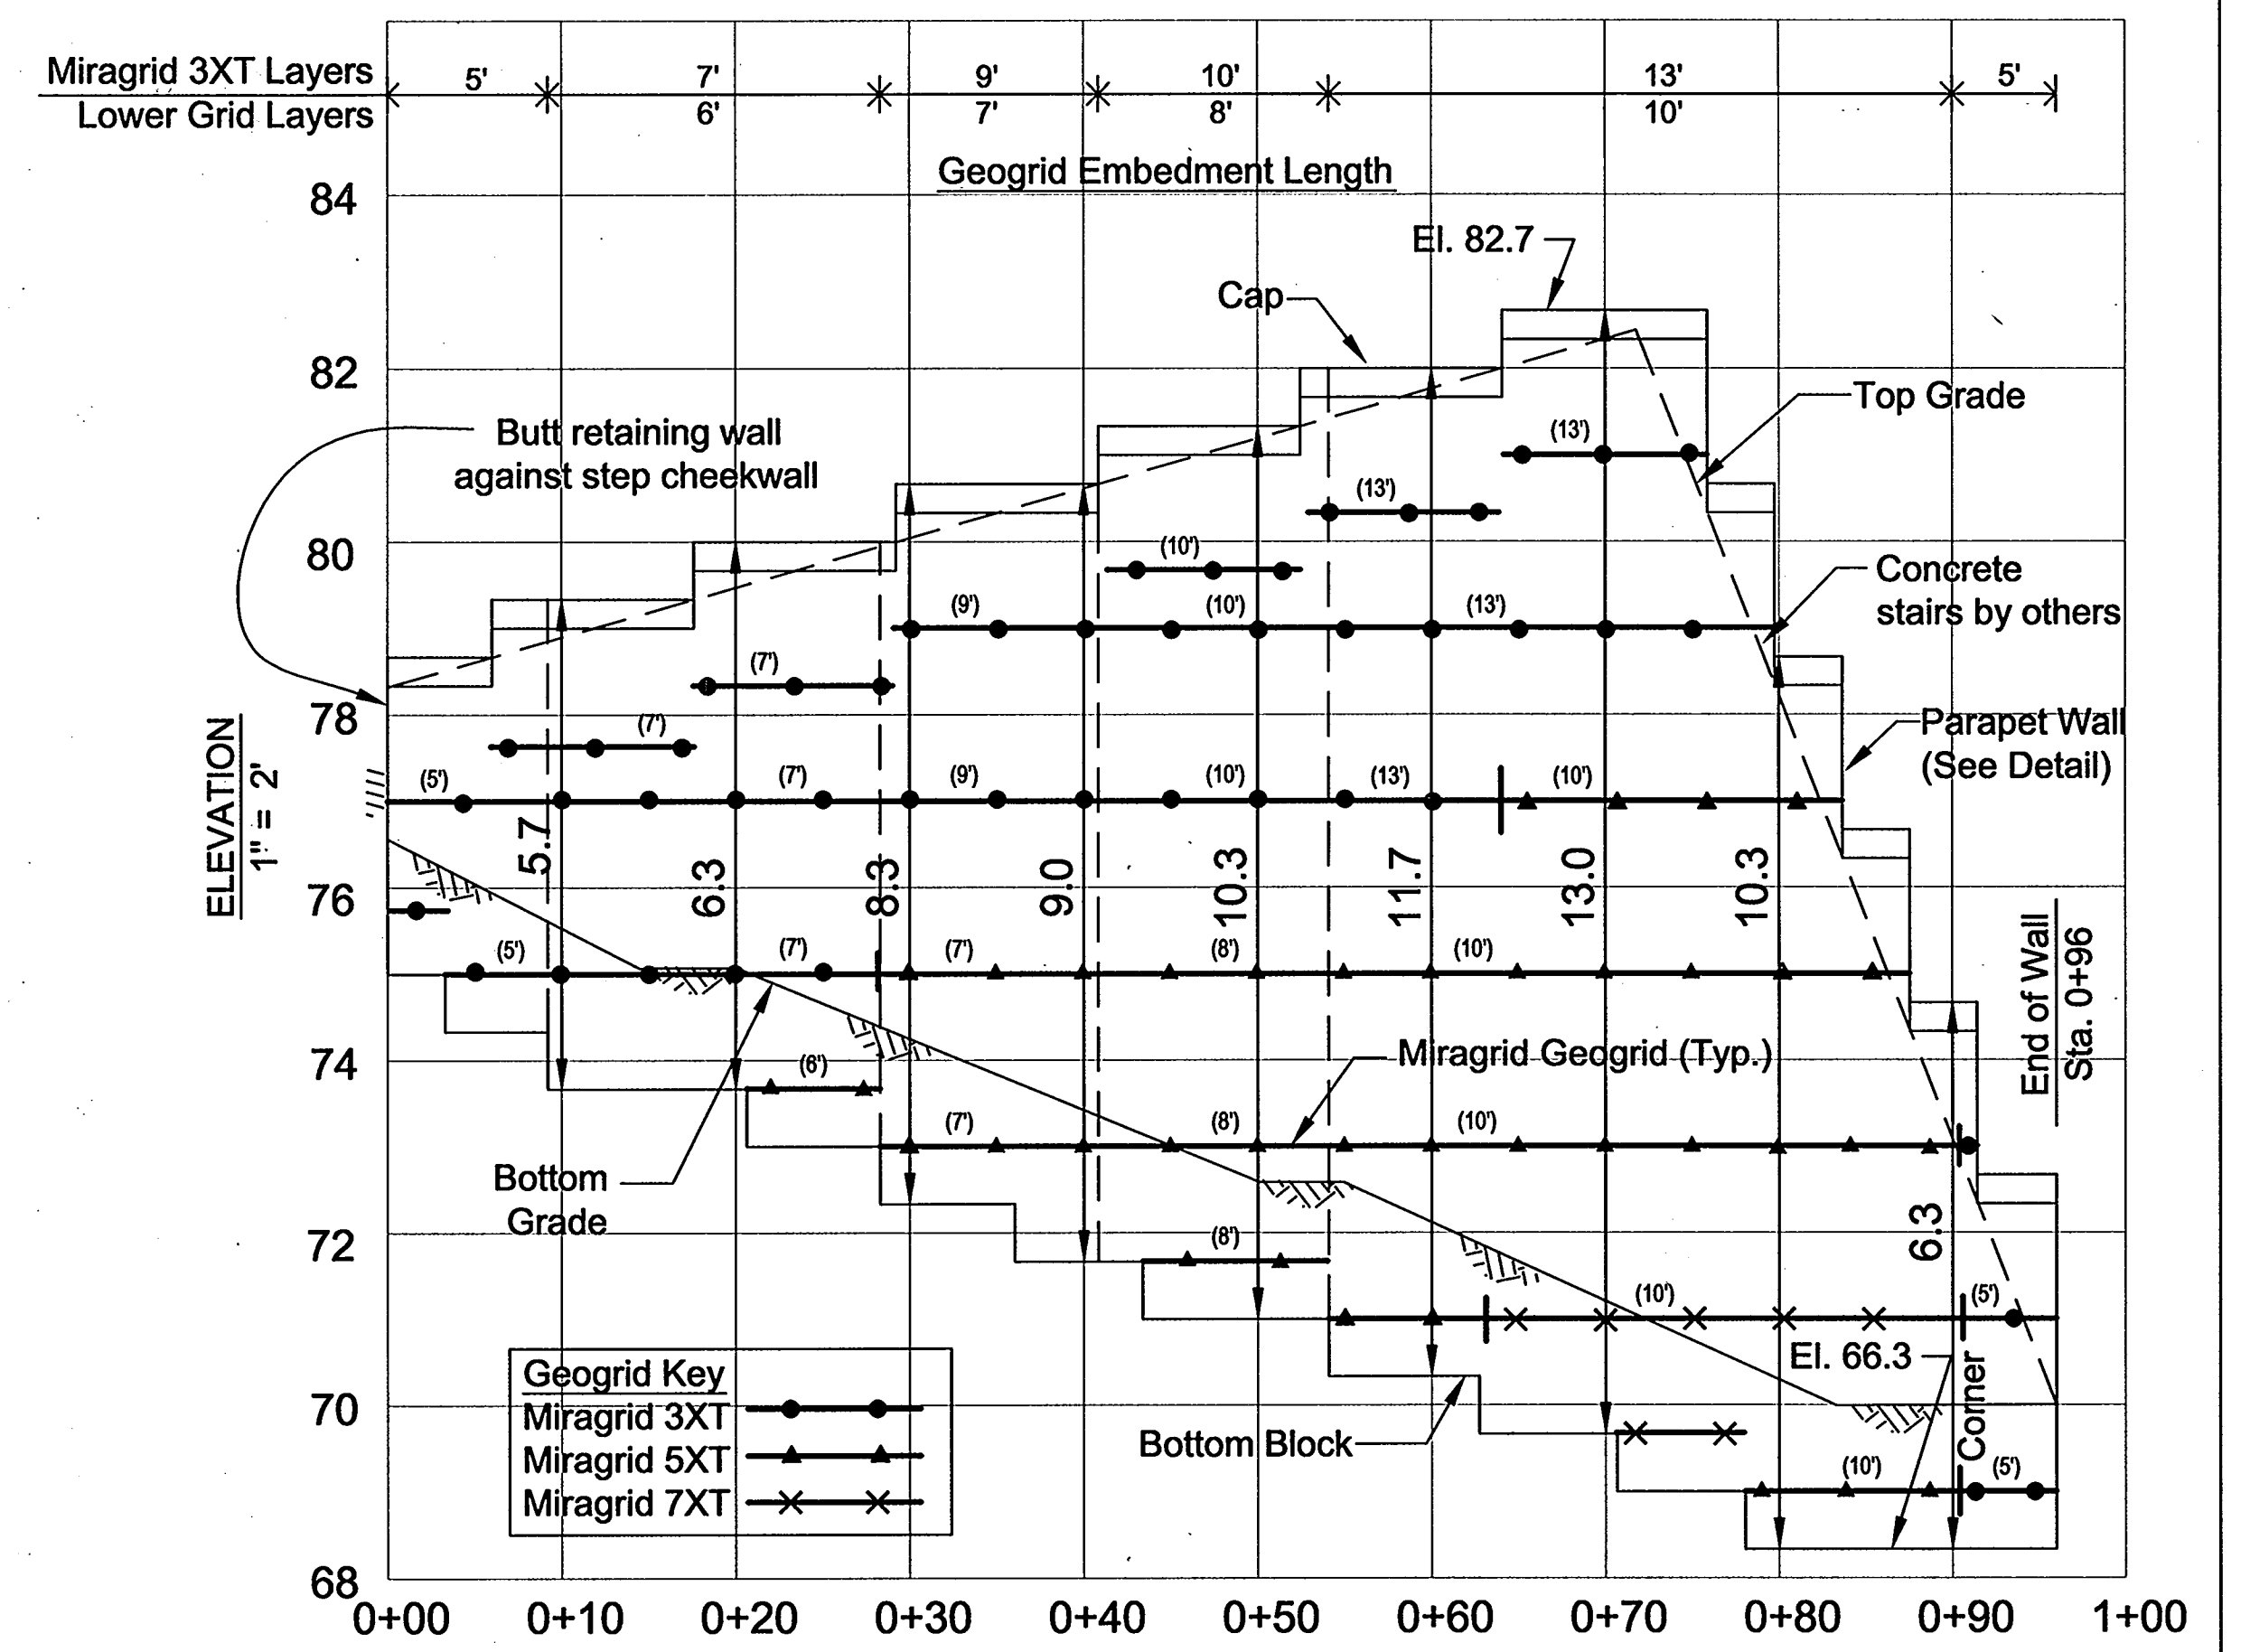 Miragrid 3XT Layers
5' 7' 9' 10' 13' 5'
Lower Grid Layers
6' 7' 8' 10'
Geogrid Embedment Length
84
El. 82.7
Cap
82
Top Grade
Butt retaining wall
against step cheekwall
(13')
(13')
80
(10')
Concrete
stairs by others
(9') (10') (13')
(7')
78
Parapet Wall
(See Detail)
(7')
(5') (7') (9') (10') (13') (10')
ELEVATION
1" = 2'
5.7
6.3
8.3
9.0
10.3
11.7
13.0
10.3
76
(5') (7') (7') (8') (10')
End of Wall
Sta. 0+96
74
(6')
Miragrid Geogrid (Typ.)
(7') (8') (10')
Bottom
Grade
6.3
72
(8')
(10') (5')
El. 66.3
Corner
70
Bottom Block
(10') (5')
Geogrid Key
Miragrid 3XT
Miragrid 5XT
Miragrid 7XT
68
0+00 0+10 0+20 0+30 0+40 0+50 0+60 0+70 0+80 0+90 1+00